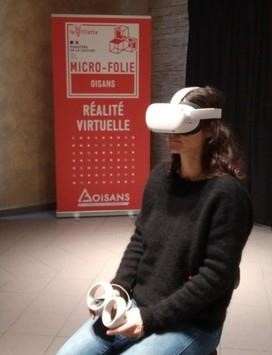 la Villette
MINISTÈRE
DE LA CULTURE
MICRO-FOLIE
OISANS
RÉALITÉ
VIRTUELLE
OISANS